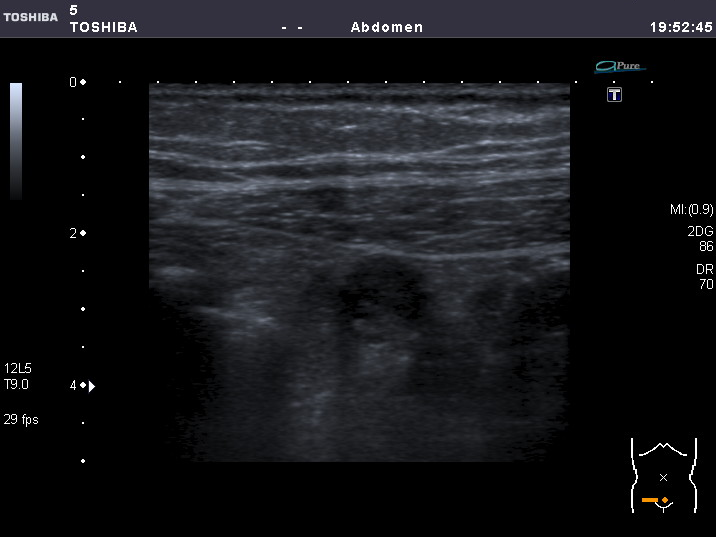 TOSHIBA
5
TOSHIBA - - Abdomen 19:52:45
aPure
T
0
2
4
MI:(0.9)
2DG
86
DR
70
12L5
T9.0
29 fps